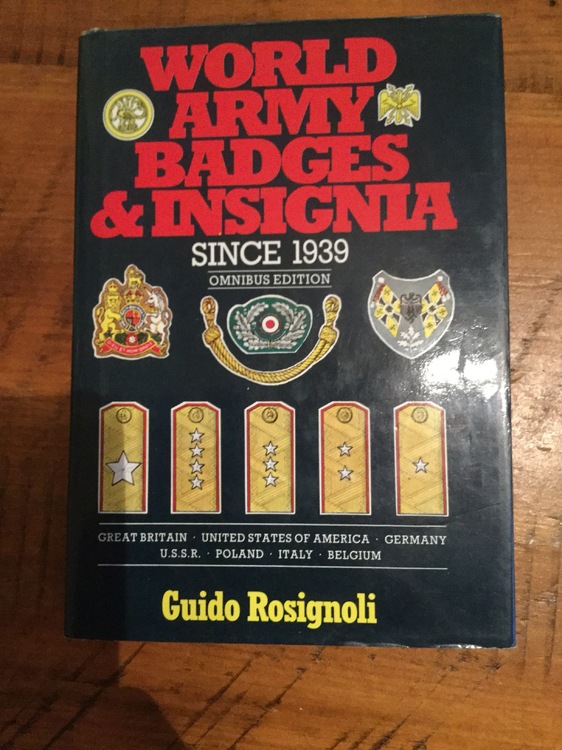 WORLD
ARMY
BADGES
& INSIGNIA
SINCE 1939
OMNIBUS EDITION
GREAT BRITAIN · UNITED STATES OF AMERICA · GERMANY
U.S.S.R. · POLAND · ITALY · BELGIUM
Guido Rosignoli